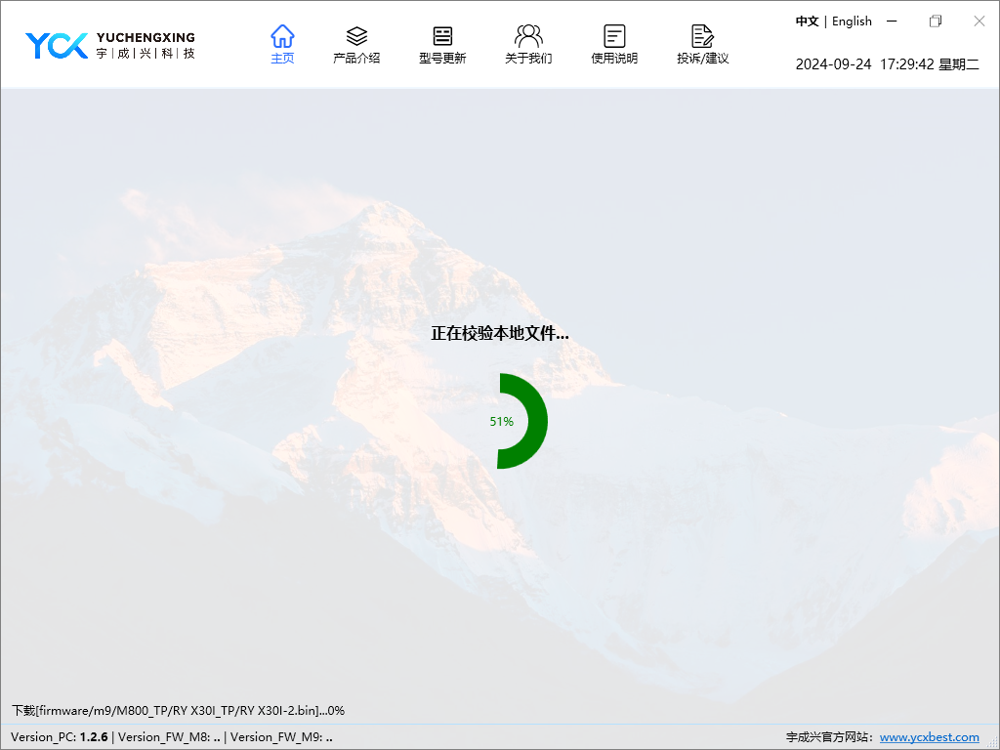 YCX YUCHENGXING
宇|成|兴|科|技
主页 产品介绍 型号更新 关于我们 使用说明 投诉/建议
中文 | English
2024-09-24 17:29:42 星期二
正在校验本地文件...
51%
下载[firmware/m9/M800_TP/RY X30I_TP/RY X30I-2.bin]...0%
Version_PC: 1.2.6 | Version_FW_M8: .. | Version_FW_M9: ..
宇成兴官方网站: www.ycxbest.com